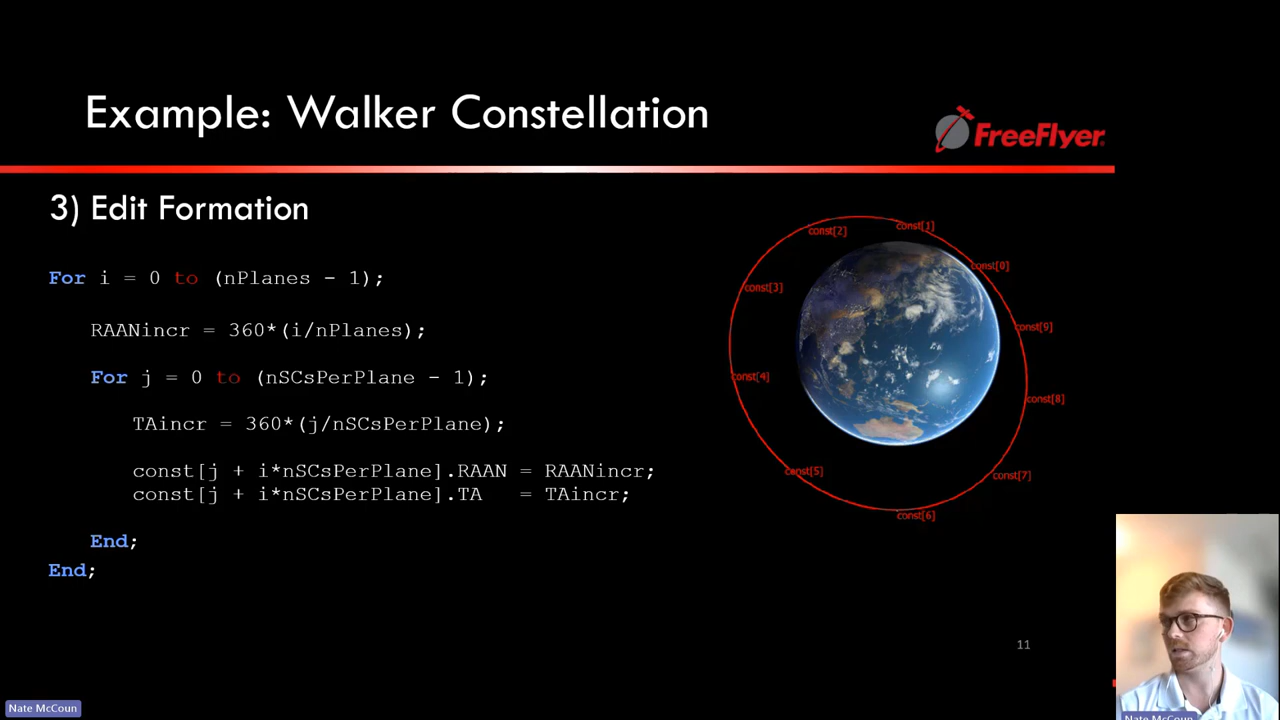 Example: Walker Constellation
FreeFlyer
3) Edit Formation
For i = 0 to (nPlanes - 1);
RAANincr = 360*(i/nPlanes);
For j = 0 to (nSCsPerPlane - 1);
TAincr = 360*(j/nSCsPerPlane);
const[j + i*nSCsPerPlane].RAAN = RAANincr;
const[j + i*nSCsPerPlane].TA = TAincr;
End;
End;
const[1]
const[2]
const[0]
const[3]
const[9]
const[4]
const[8]
const[5]
const[7]
const[6]
11
Nate McCoun
Nate McCoun